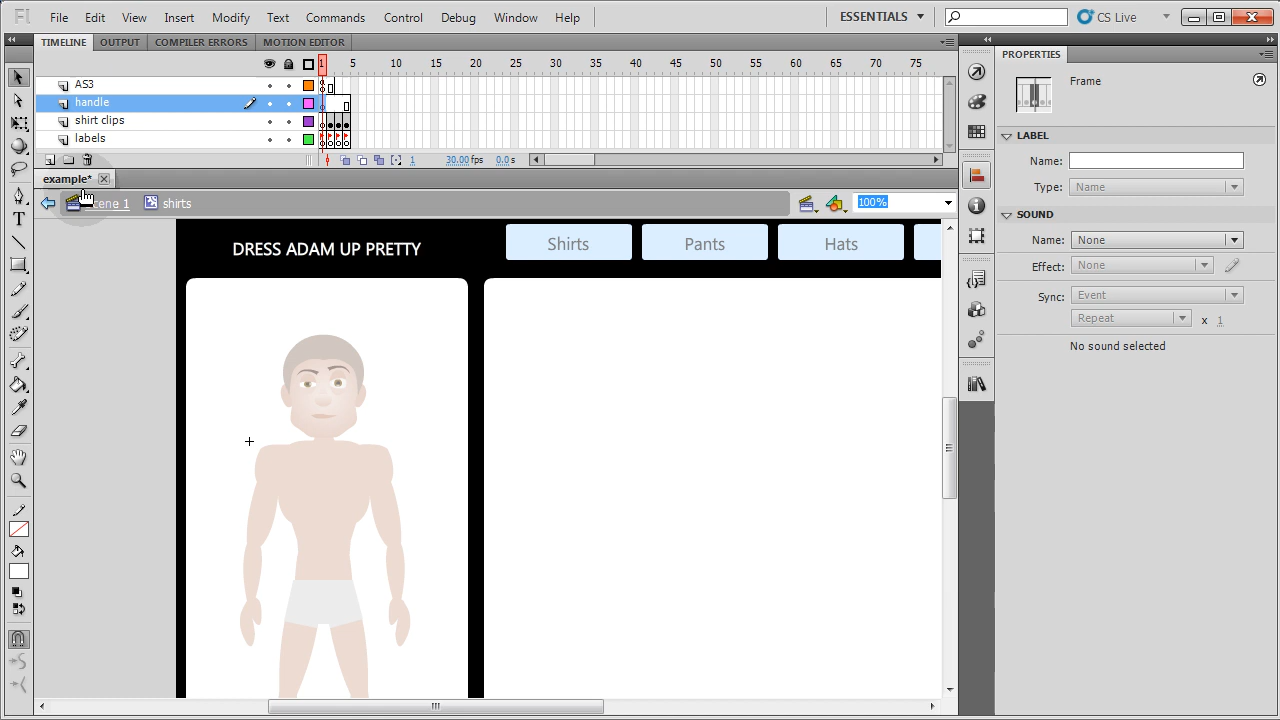 Fl File Edit View Insert Modify Text Commands Control Debug Window Help ESSENTIALS CS Live
TIMELINE OUTPUT COMPILER ERRORS MOTION EDITOR
1 5 10 15 20 25 30 35 40 45 50 55 60 65 70 75
AS3
handle
shirt clips
labels
1 30.00 fps 0.0 s
example*
scene 1 shirts 100%
DRESS ADAM UP PRETTY
Shirts Pants Hats
PROPERTIES
Frame
LABEL
Name:
Type: Name
SOUND
Name: None
Effect: None
Sync: Event
Repeat x 1
No sound selected